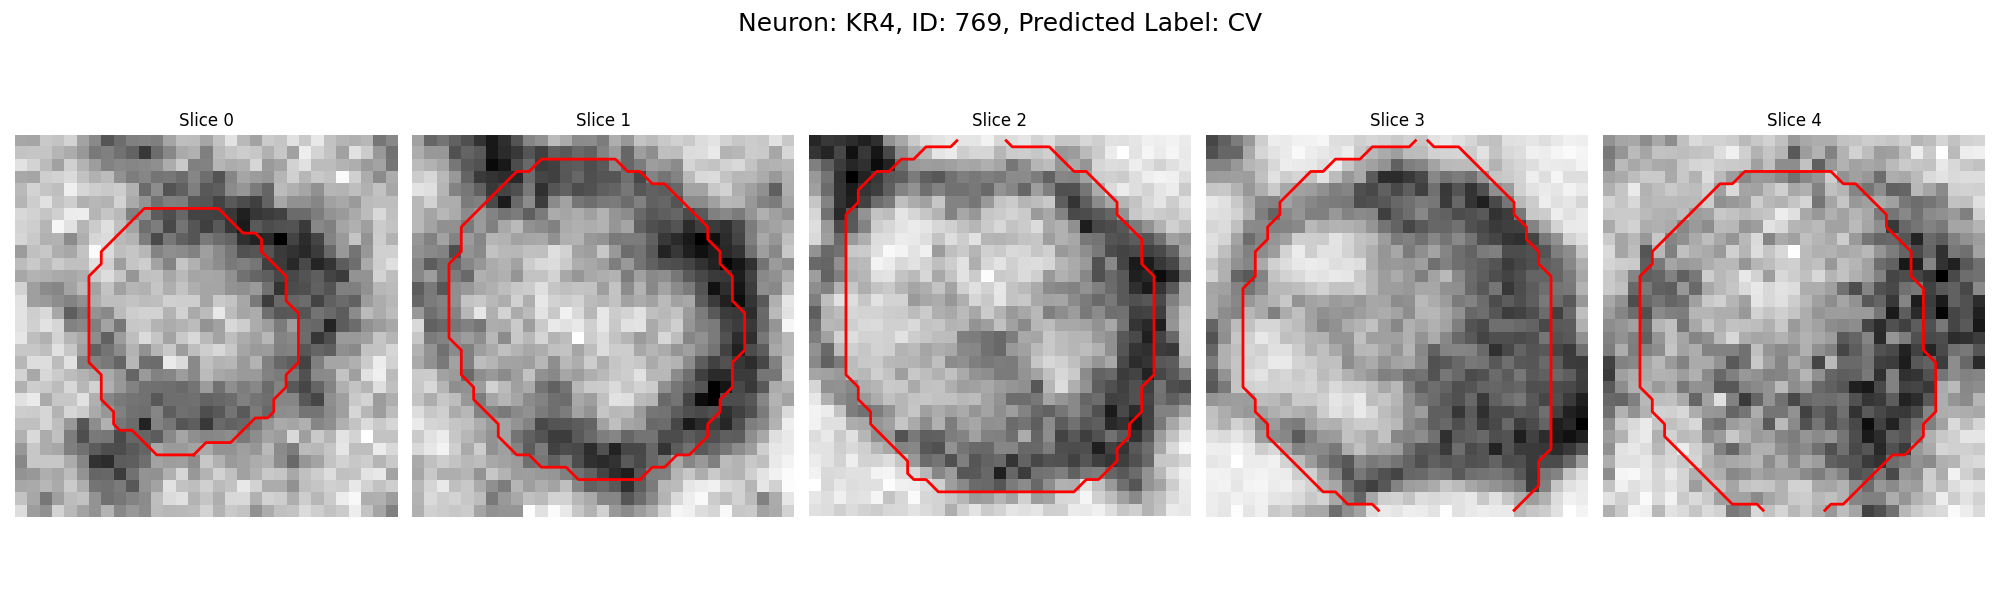 Neuron: KR4, ID: 769, Predicted Label: CV
Slice 0
Slice 1
Slice 2
Slice 3
Slice 4